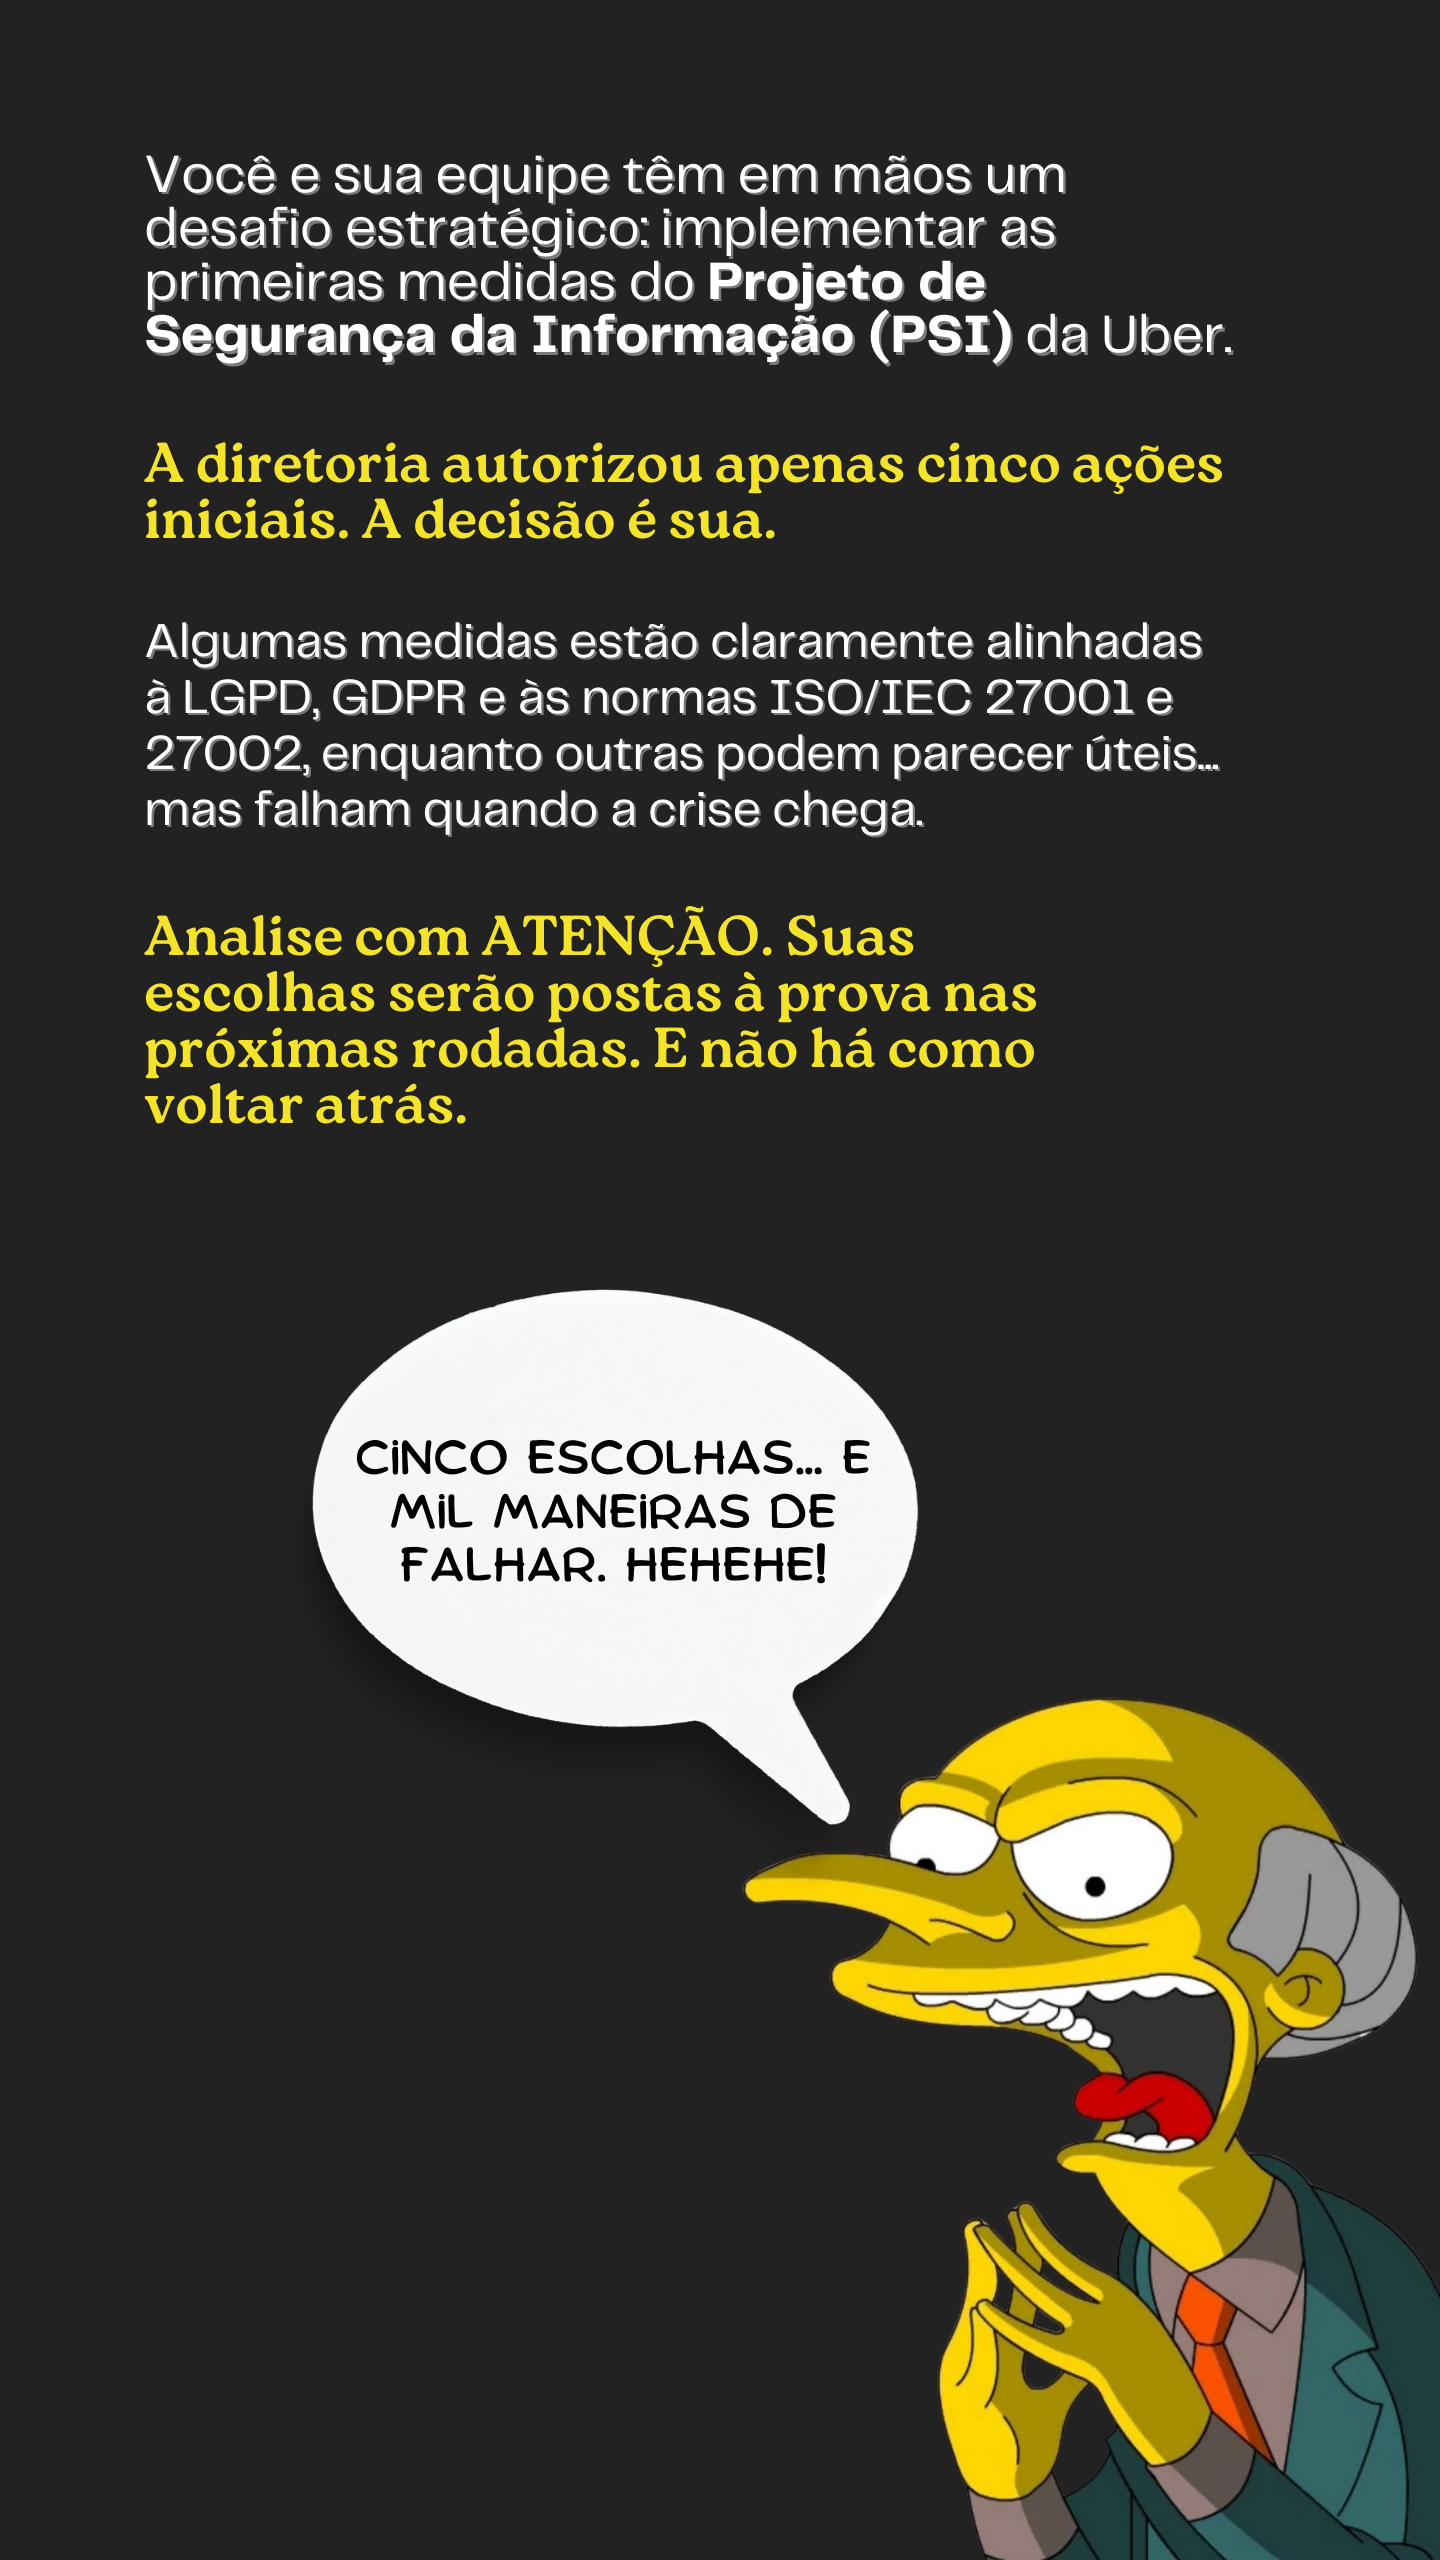 Você e sua equipe têm em mãos um
desafio estratégico: implementar as
primeiras medidas do Projeto de
Segurança da Informação (PSI) da Uber.
A diretoria autorizou apenas cinco ações
iniciais. A decisão é sua.
Algumas medidas estão claramente alinhadas
à LGPD, GDPR e às normas ISO/IEC 27001 e
27002, enquanto outras podem parecer úteis...
mas falham quando a crise chega.
Analise com ATENÇÃO. Suas
escolhas serão postas à prova nas
próximas rodadas. E não há como
voltar atrás.
CINCO ESCOLHAS... E
MIL MANEIRAS DE
FALHAR. HEHEHE!